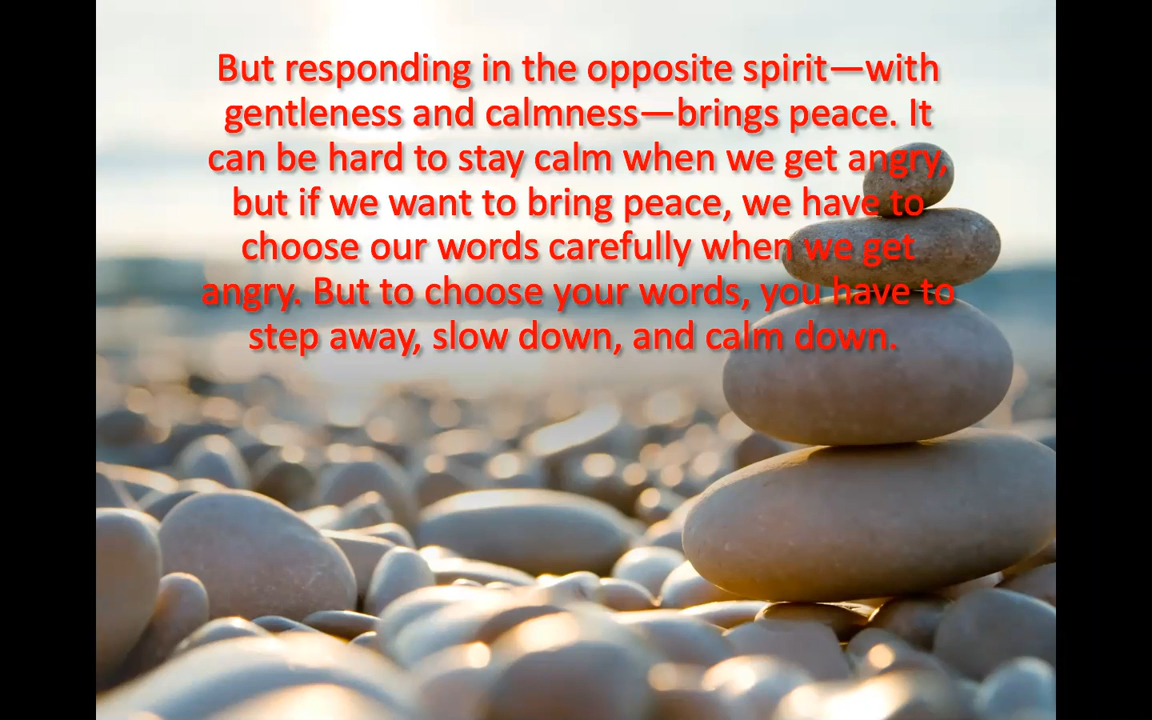 But responding in the opposite spirit—with
gentleness and calmness—brings peace. It
can be hard to stay calm when we get angry,
but if we want to bring peace, we have to
choose our words carefully when we get
angry. But to choose your words, you have to
step away, slow down, and calm down.